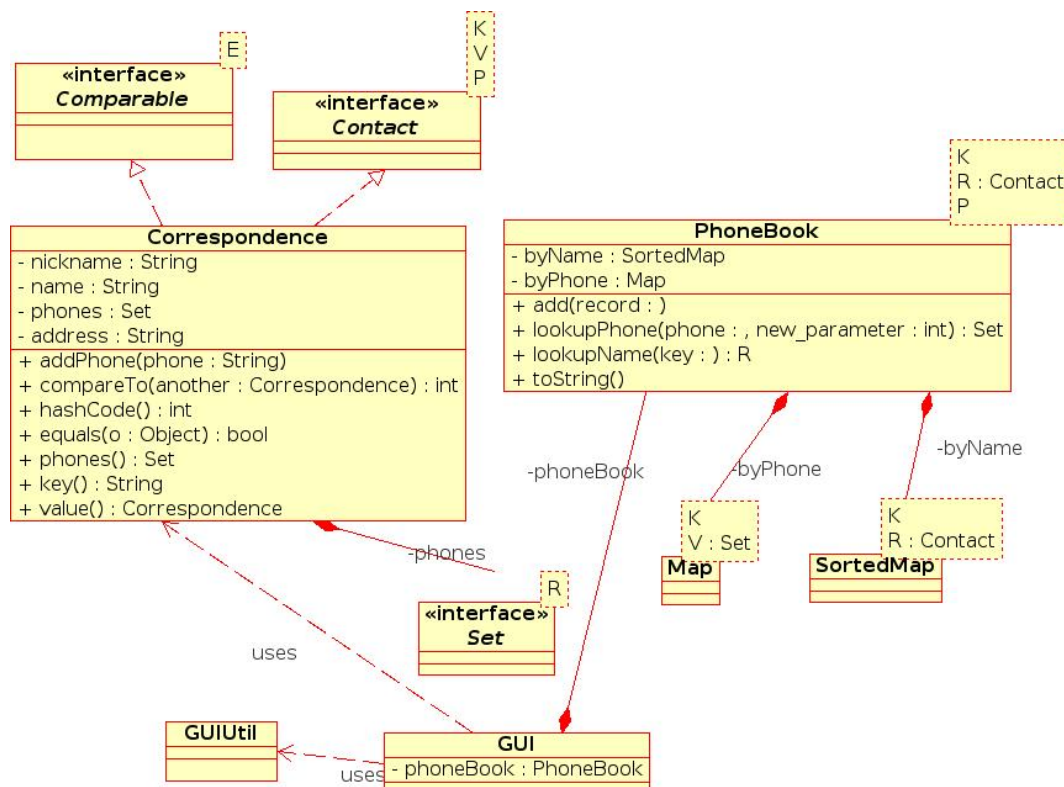 E
«interface»
Comparable
K
V
P
«interface»
Contact
K
R : Contact
P
Correspondence
- nickname : String
- name : String
- phones : Set
- address : String
+ addPhone(phone : String)
+ compareTo(another : Correspondence) : int
+ hashCode() : int
+ equals(o : Object) : bool
+ phones() : Set
+ key() : String
+ value() : Correspondence
PhoneBook
- byName : SortedMap
- byPhone : Map
+ add(record : )
+ lookupPhone(phone : , new_parameter : int) : Set
+ lookupName(key : ) : R
+ toString()
-phoneBook
-byPhone
-byName
K
V : Set
Map
K
R : Contact
SortedMap
-phones
R
«interface»
Set
uses
GUIUtil
uses
GUI
- phoneBook : PhoneBook